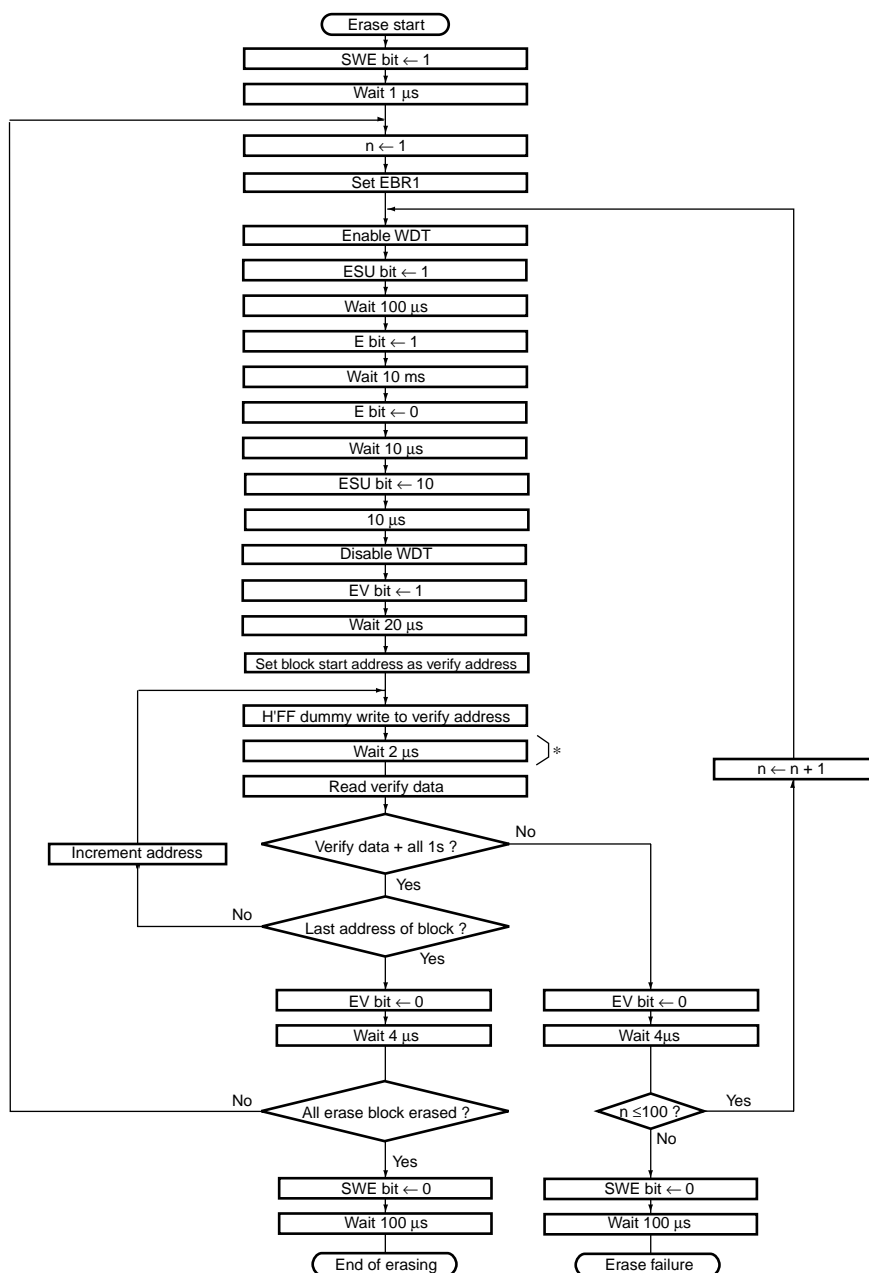 Erase start
SWE bit ← 1
Wait 1 μs
n ← 1
Set EBR1
Enable WDT
ESU bit ← 1
Wait 100 μs
E bit ← 1
Wait 10 ms
E bit ← 0
Wait 10 μs
ESU bit ← 10
10 μs
Disable WDT
EV bit ← 1
Wait 20 μs
Set block start address as verify address
H'FF dummy write to verify address
Wait 2 μs
*
n ← n + 1
Read verify data
No
Verify data + all 1s ?
Increment address
Yes
No
Last address of block ?
Yes
EV bit ← 0
EV bit ← 0
Wait 4 μs
Wait 4μs
No
All erase block erased ?
n ≤100 ?
Yes
Yes
No
SWE bit ← 0
SWE bit ← 0
Wait 100 μs
Wait 100 μs
End of erasing
Erase failure